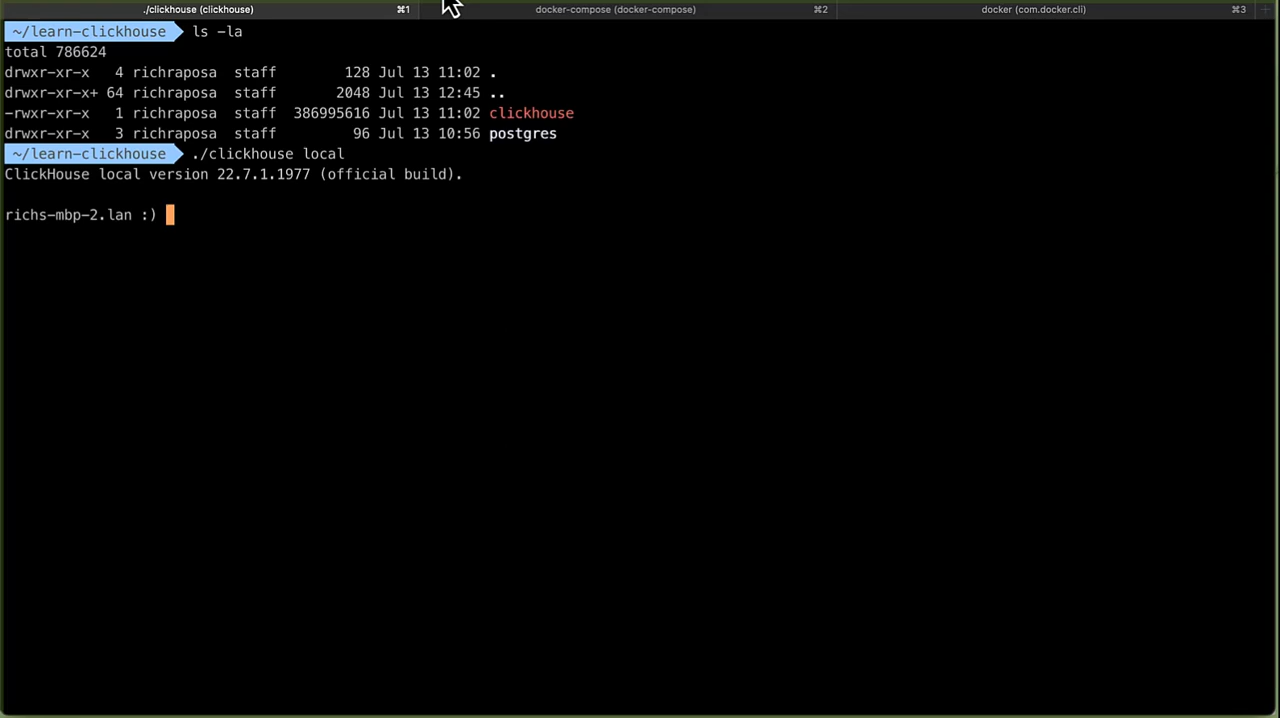 ./clickhouse (clickhouse) ⌘1 docker-compose (docker-compose) ⌘2 docker (com.docker.cli) ⌘3
~/learn-clickhouse ls -la
total 786624
drwxr-xr-x 4 richraposa staff 128 Jul 13 11:02 .
drwxr-xr-x+ 64 richraposa staff 2048 Jul 13 12:45 ..
-rwxr-xr-x 1 richraposa staff 386995616 Jul 13 11:02 clickhouse
drwxr-xr-x 3 richraposa staff 96 Jul 13 10:56 postgres
~/learn-clickhouse ./clickhouse local
ClickHouse local version 22.7.1.1977 (official build).
richs-mbp-2.lan :)